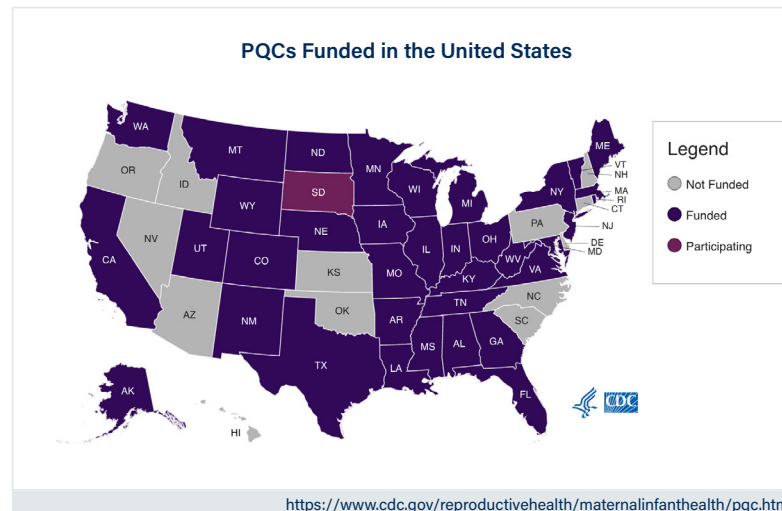 PQCs Funded in the United States
WA
MT
ND
MN
ME
VT
NH
OR
ID
SD
WI
NY
MA
RI
CT
WY
MI
IA
PA
NJ
NE
NV
OH
DE
MD
UT
IL
IN
CA
CO
WV
VA
KS
MO
KY
NC
TN
AZ
OK
NM
AR
SC
MS
AL
GA
TX
LA
AK
FL
HI
Legend
Not Funded
Funded
Participating
CDC
https://www.cdc.gov/reproductivehealth/maternalinfanthealth/pqc.htm